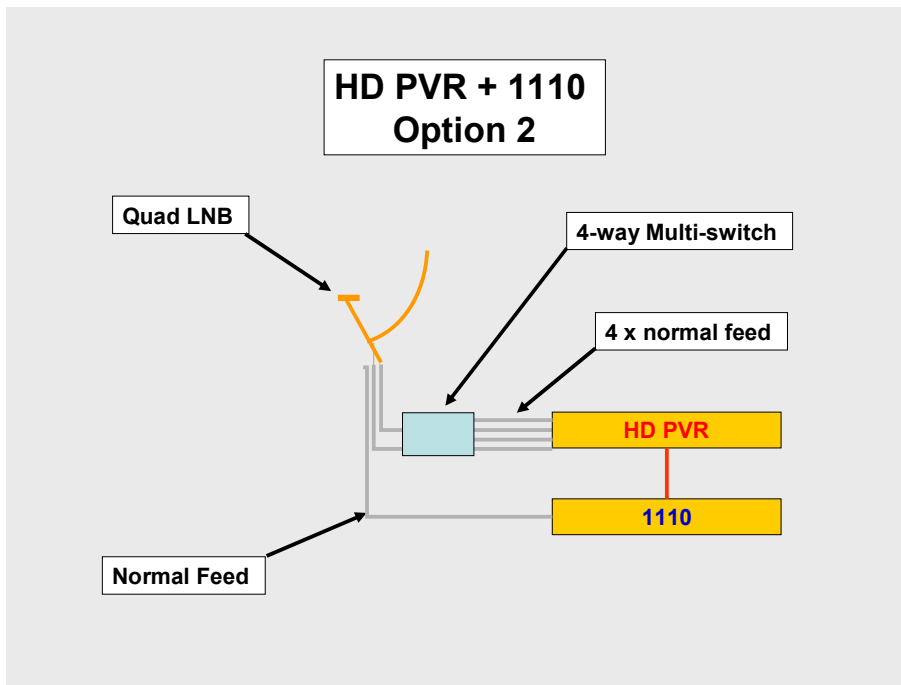 HD PVR + 1110
Option 2
Quad LNB
4-way Multi-switch
4 x normal feed
HD PVR
1110
Normal Feed